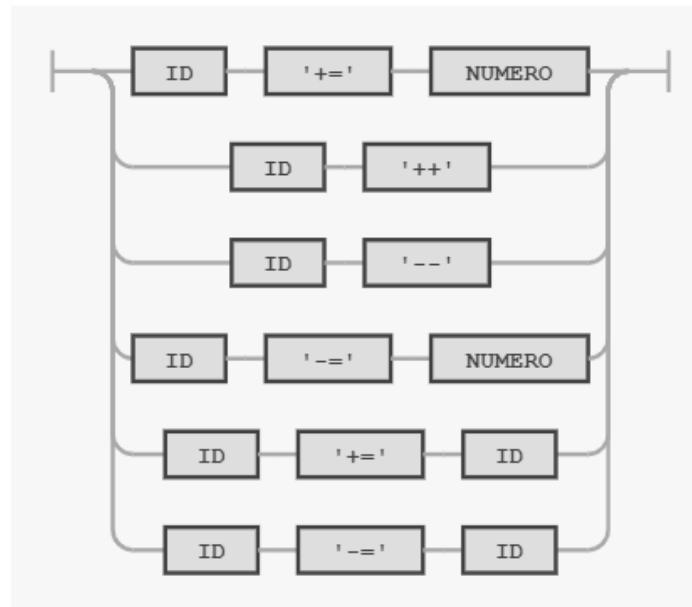 ID '+=' NUMERO
ID '++'
ID '--'
ID '-=' NUMERO
ID '+=' ID
ID '-=' ID